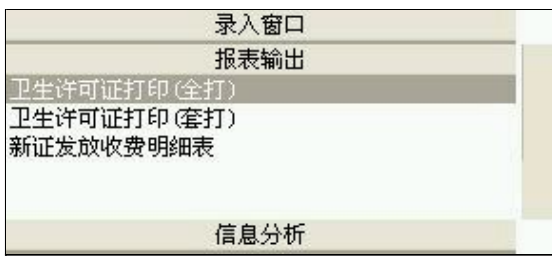 录入窗口
报表输出
卫生许可证打印(全打)
卫生许可证打印(套打)
新证发放收费明细表
信息分析